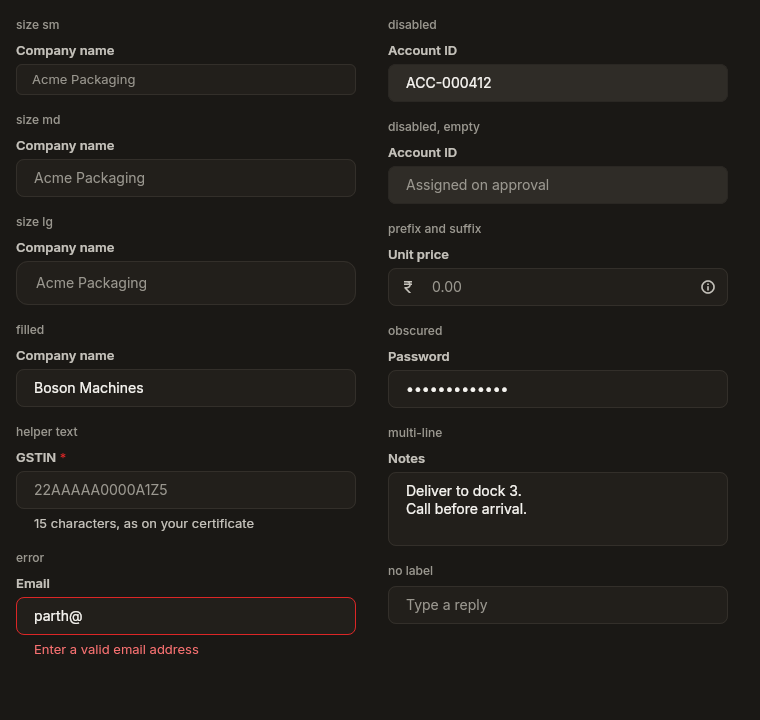 size sm
Company name
Acme Packaging
size md
Company name
Acme Packaging
size lg
Company name
Acme Packaging
filled
Company name
Boson Machines
helper text
GSTIN *
22AAAAA0000A1Z5
15 characters, as on your certificate
error
Email
parth@
Enter a valid email address
disabled
Account ID
ACC-000412
disabled, empty
Account ID
Assigned on approval
prefix and suffix
Unit price
₹ 0.00
obscured
Password
•••••••••••••
multi-line
Notes
Deliver to dock 3.
Call before arrival.
no label
Type a reply